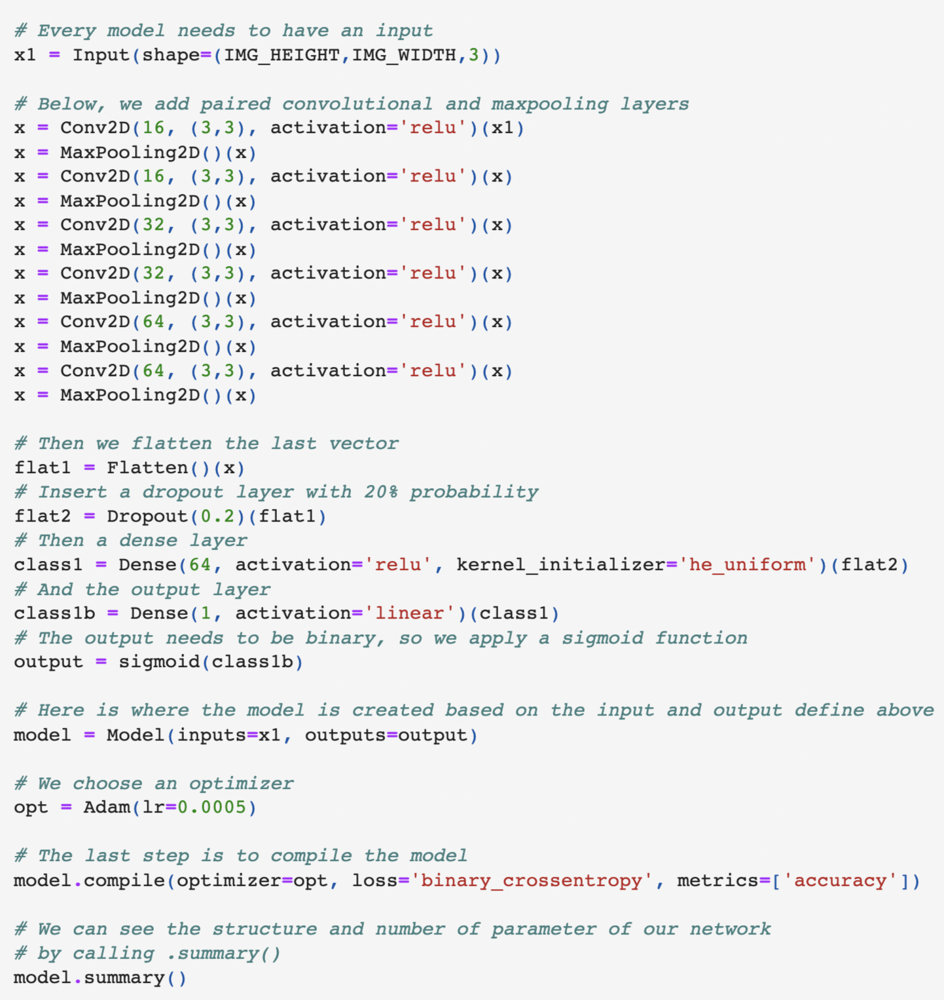 # Every model needs to have an input
x1 = Input(shape=(IMG_HEIGHT,IMG_WIDTH,3))
# Below, we add paired convolutional and maxpooling layers
x = Conv2D(16, (3,3), activation='relu')(x1)
x = MaxPooling2D()(x)
x = Conv2D(16, (3,3), activation='relu')(x)
x = MaxPooling2D()(x)
x = Conv2D(32, (3,3), activation='relu')(x)
x = MaxPooling2D()(x)
x = Conv2D(32, (3,3), activation='relu')(x)
x = MaxPooling2D()(x)
x = Conv2D(64, (3,3), activation='relu')(x)
x = MaxPooling2D()(x)
x = Conv2D(64, (3,3), activation='relu')(x)
x = MaxPooling2D()(x)
# Then we flatten the last vector
flat1 = Flatten()(x)
# Insert a dropout layer with 20% probability
flat2 = Dropout(0.2)(flat1)
# Then a dense layer
class1 = Dense(64, activation='relu', kernel_initializer='he_uniform')(flat2)
# And the output layer
class1b = Dense(1, activation='linear')(class1)
# The output needs to be binary, so we apply a sigmoid function
output = sigmoid(class1b)
# Here is where the model is created based on the input and output define above
model = Model(inputs=x1, outputs=output)
# We choose an optimizer
opt = Adam(lr=0.0005)
# The last step is to compile the model
model.compile(optimizer=opt, loss='binary_crossentropy', metrics=['accuracy'])
# We can see the structure and number of parameter of our network
# by calling .summary()
model.summary()